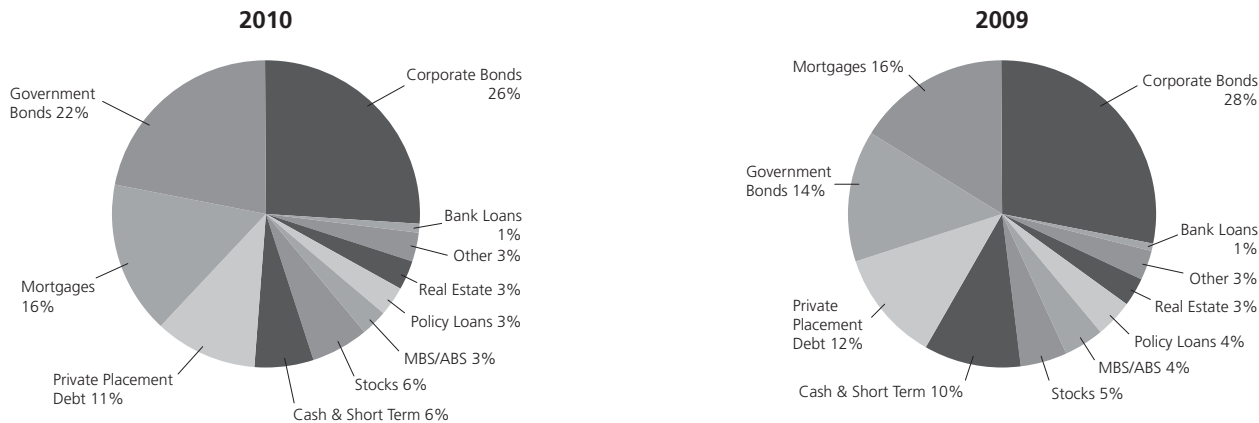 2010
Corporate Bonds
26%
Bank Loans
1%
Other 3%
Real Estate 3%
Policy Loans 3%
MBS/ABS 3%
Stocks 6%
Cash & Short Term 6%
Private Placement
Debt 11%
Mortgages
16%
Government
Bonds 22%
2009
Corporate Bonds
28%
Bank Loans
1%
Other 3%
Real Estate 3%
Policy Loans 4%
MBS/ABS 4%
Stocks 5%
Cash & Short Term 10%
Private
Placement
Debt 12%
Government
Bonds 14%
Mortgages 16%